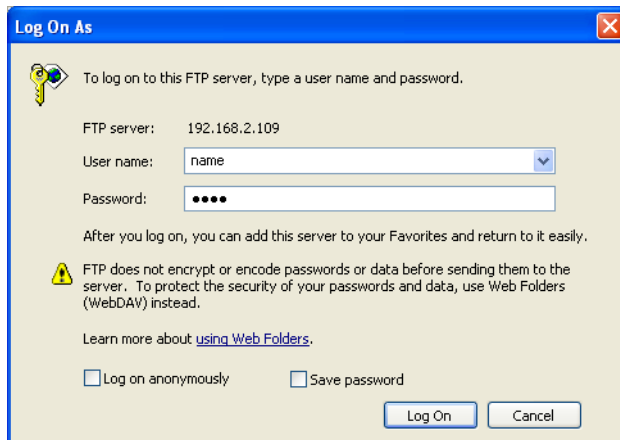 Log On As
To log on to this FTP server, type a user name and password.
FTP server: 192.168.2.109
User name: name
Password: ●●●●
After you log on, you can add this server to your Favorites and return to it easily.
FTP does not encrypt or encode passwords or data before sending them to the
server. To protect the security of your passwords and data, use Web Folders
(WebDAV) instead.
Learn more about using Web Folders.
Log on anonymously Save password
Log On Cancel